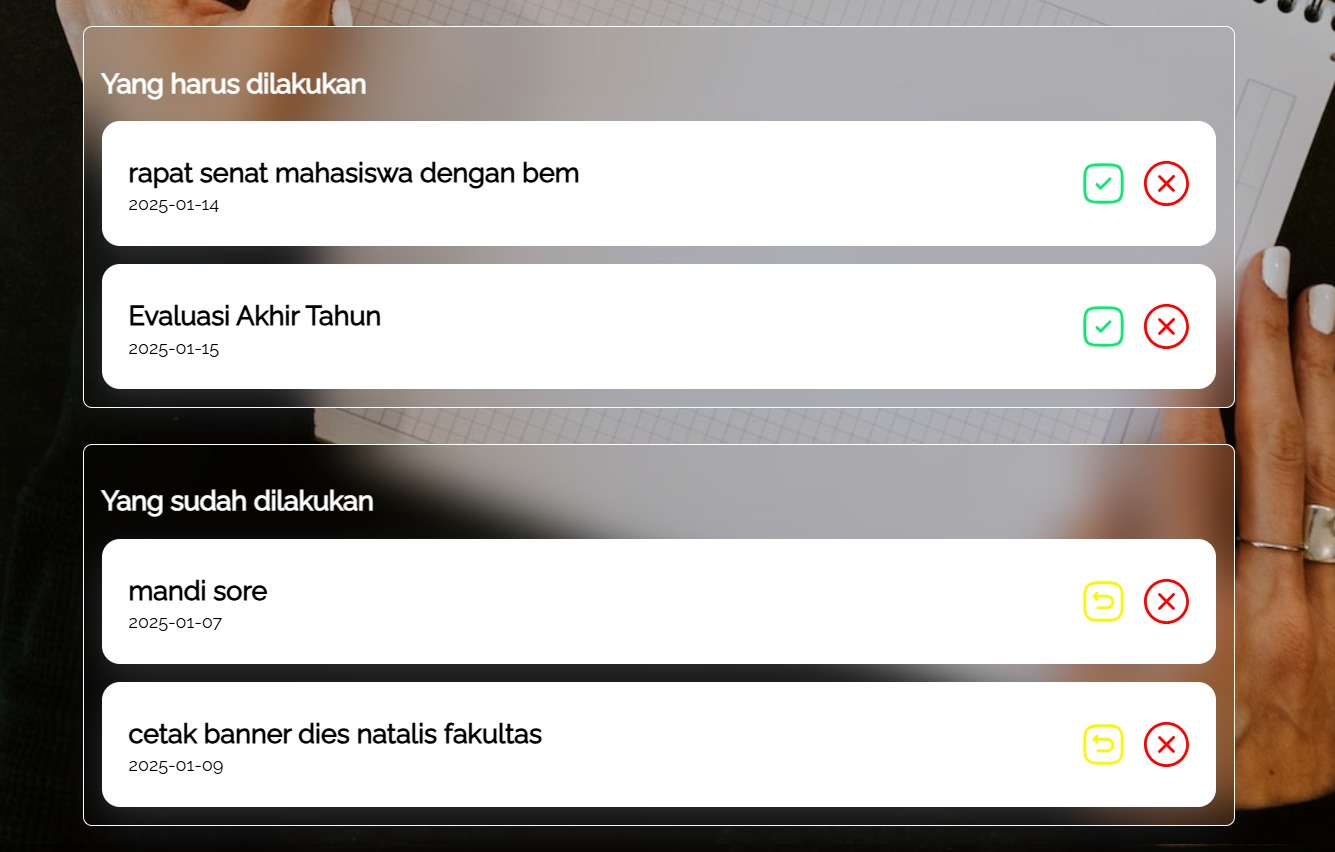 Yang harus dilakukan
rapat senat mahasiswa dengan bem
2025-01-14
Evaluasi Akhir Tahun
2025-01-15
Yang sudah dilakukan
mandi sore
2025-01-07
cetak banner dies natalis fakultas
2025-01-09